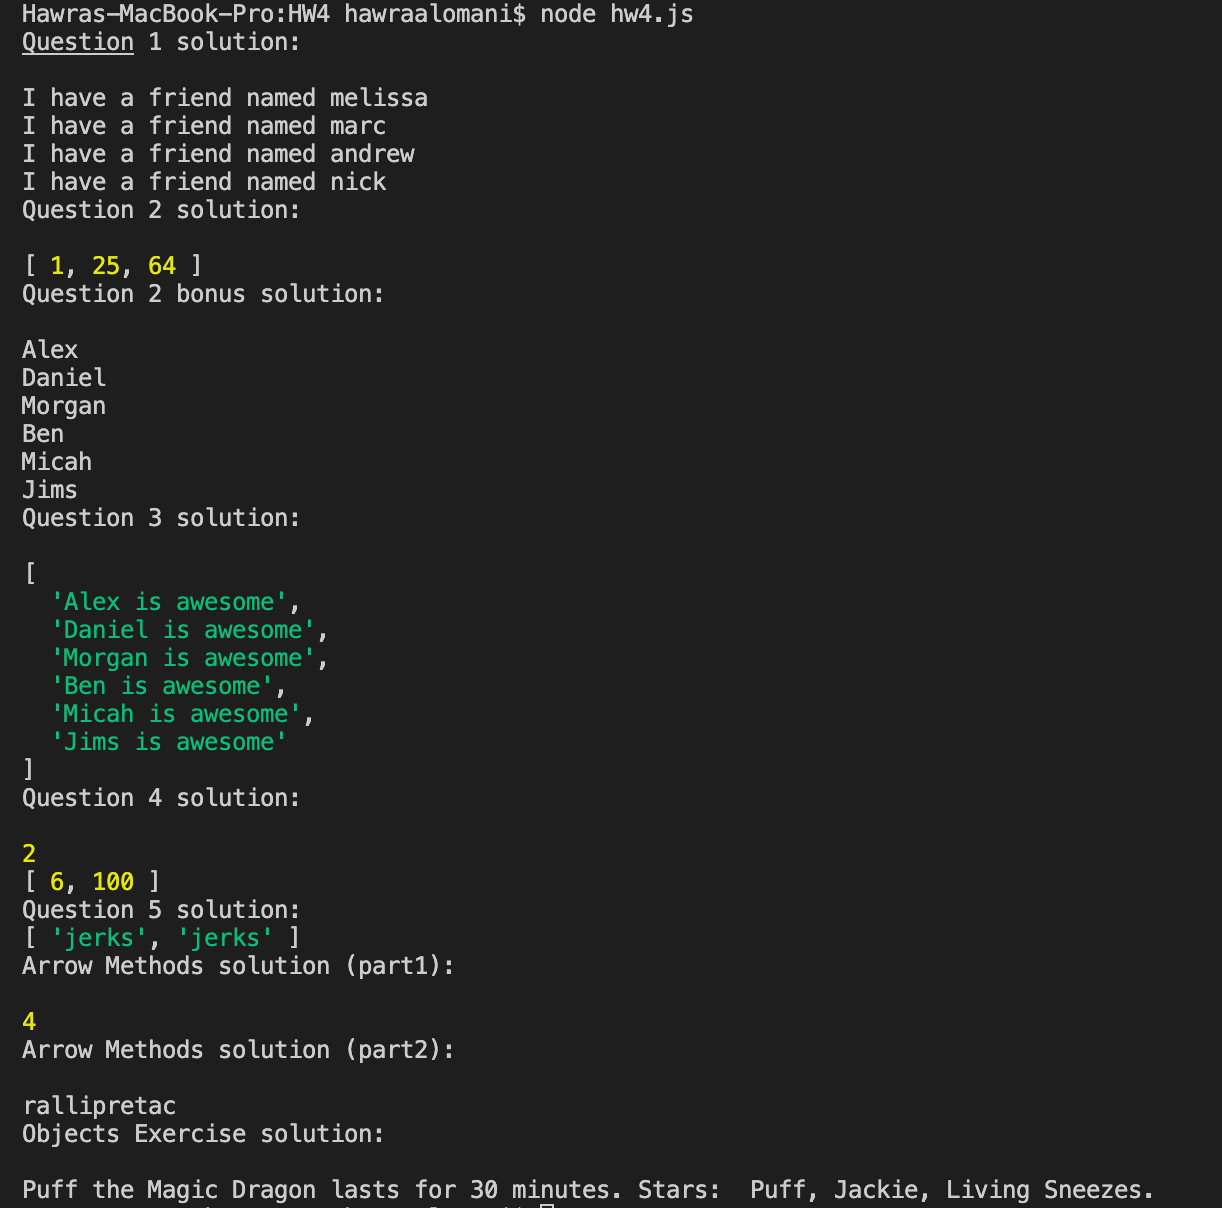 Hawras-MacBook-Pro:HW4 hawraalomani$ node hw4.js
Question 1 solution:
I have a friend named melissa
I have a friend named marc
I have a friend named andrew
I have a friend named nick
Question 2 solution:
[ 1, 25, 64 ]
Question 2 bonus solution:
Alex
Daniel
Morgan
Ben
Micah
Jims
Question 3 solution:
[
  'Alex is awesome',
  'Daniel is awesome',
  'Morgan is awesome',
  'Ben is awesome',
  'Micah is awesome',
  'Jims is awesome'
]
Question 4 solution:
2
[ 6, 100 ]
Question 5 solution:
[ 'jerks', 'jerks' ]
Arrow Methods solution (part1):
4
Arrow Methods solution (part2):
rallipretac
Objects Exercise solution:
Puff the Magic Dragon lasts for 30 minutes. Stars:  Puff, Jackie, Living Sneezes.